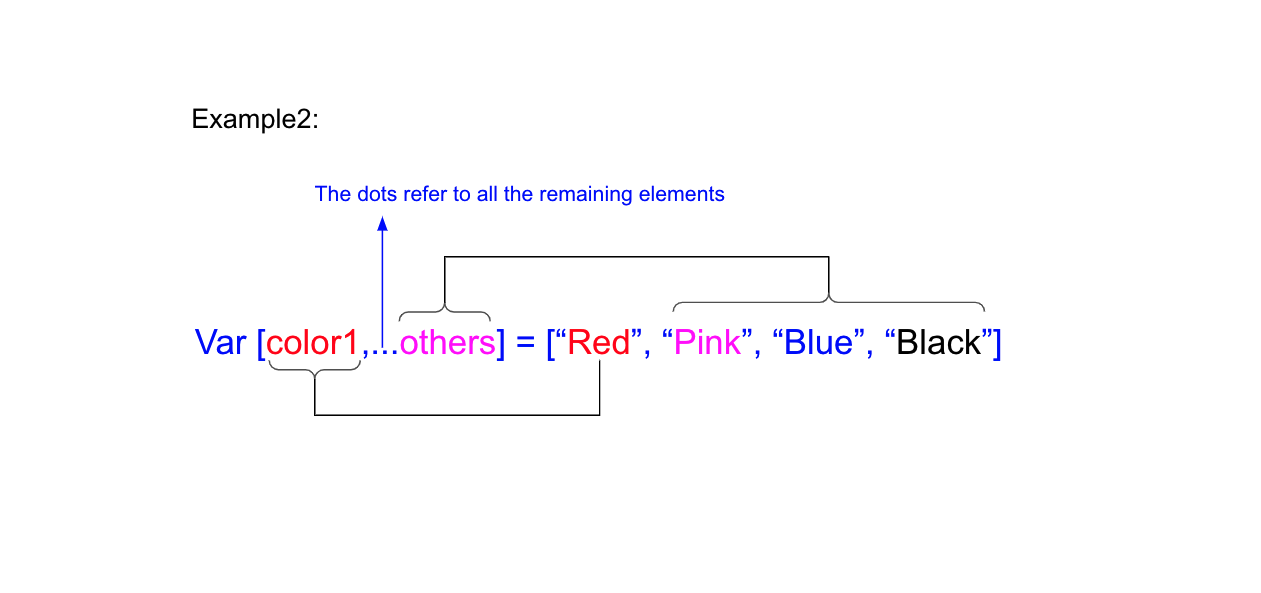 Example2:
The dots refer to all the remaining elements
Var [color1,...others] = [“Red”, “Pink”, “Blue”, “Black”]